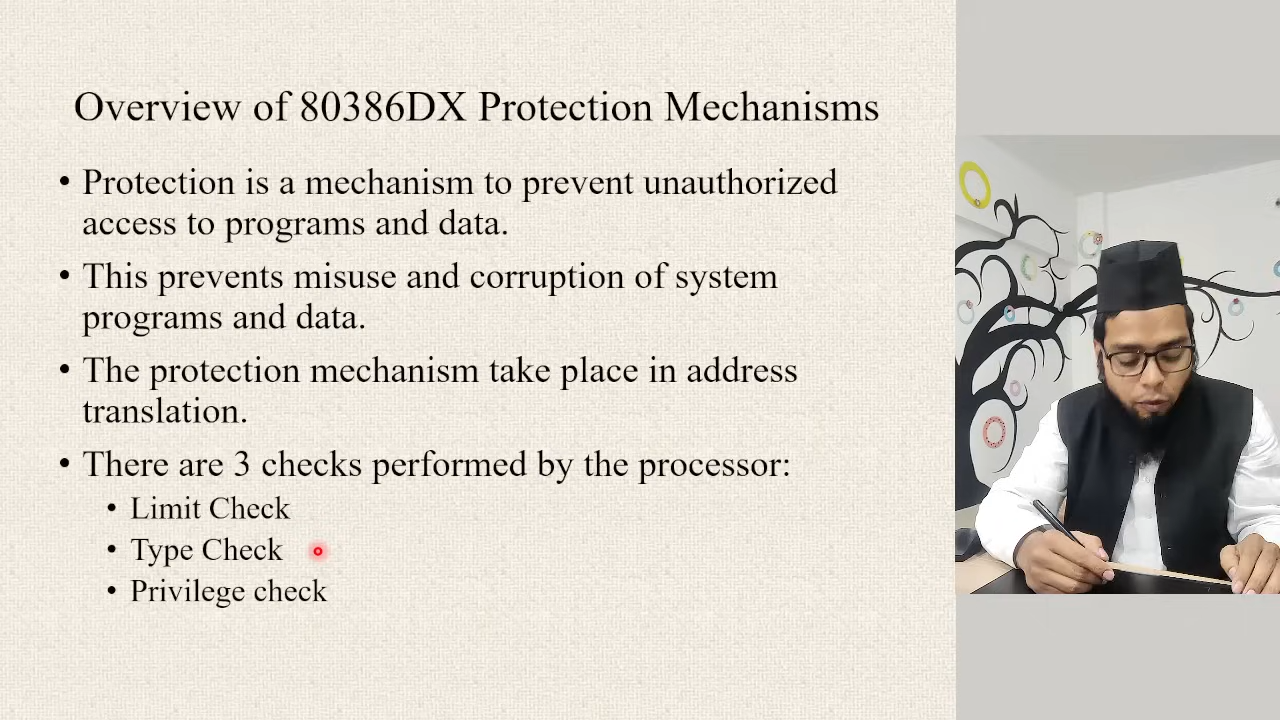 Overview of 80386DX Protection Mechanisms
• Protection is a mechanism to prevent unauthorized
access to programs and data.
• This prevents misuse and corruption of system
programs and data.
• The protection mechanism take place in address
translation.
• There are 3 checks performed by the processor:
• Limit Check
• Type Check
• Privilege check